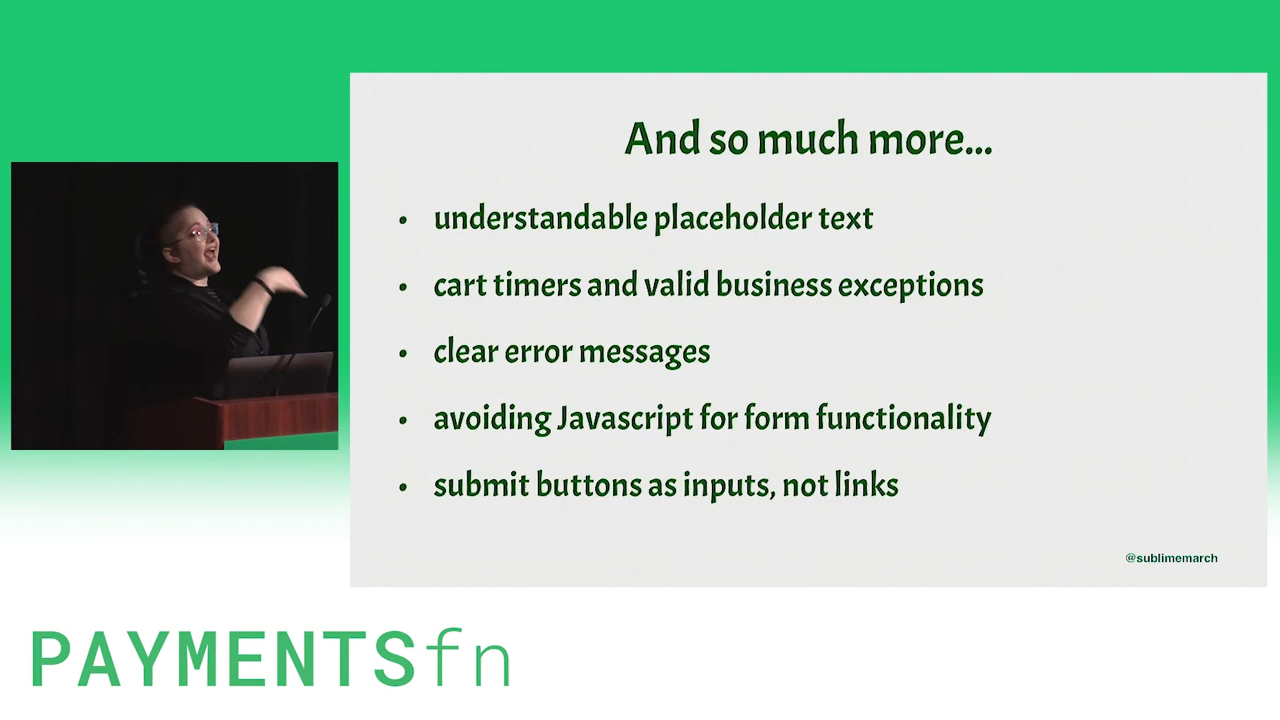 And so much more...
• understandable placeholder text
• cart timers and valid business exceptions
• clear error messages
• avoiding Javascript for form functionality
• submit buttons as inputs, not links
@sublimemarch
PAYMENTSfn